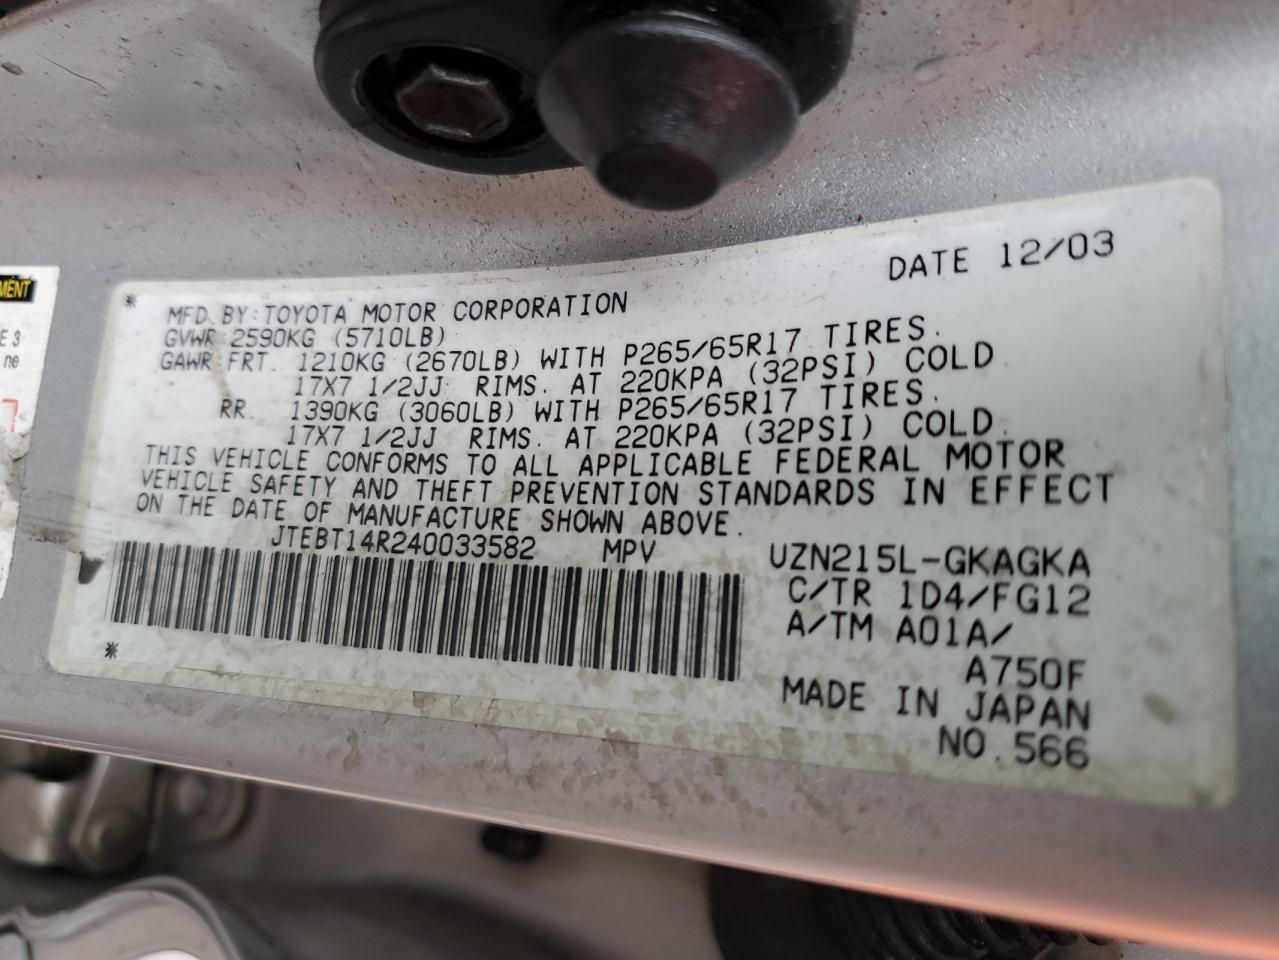 DATE 12/03
* MFD. BY: TOYOTA MOTOR CORPORATION
GVWR 2590KG (5710LB)
GAWR FRT. 1210KG (2670LB) WITH P265/65R17 TIRES.
17X7 1/2JJ RIMS. AT 220KPA (32PSI) COLD
RR. 1390KG (3060LB) WITH P265/65R17 TIRES.
17X7 1/2JJ RIMS. AT 220KPA (32PSI) COLD.
THIS VEHICLE CONFORMS TO ALL APPLICABLE FEDERAL MOTOR
VEHICLE SAFETY AND THEFT PREVENTION STANDARDS IN EFFECT
ON THE DATE OF MANUFACTURE SHOWN ABOVE.
JTEBT14R240033582 MPV UZN215L-GKAGKA
C/TR 1D4/FG12
A/TM A01A/
A750F
* MADE IN JAPAN
NO.566